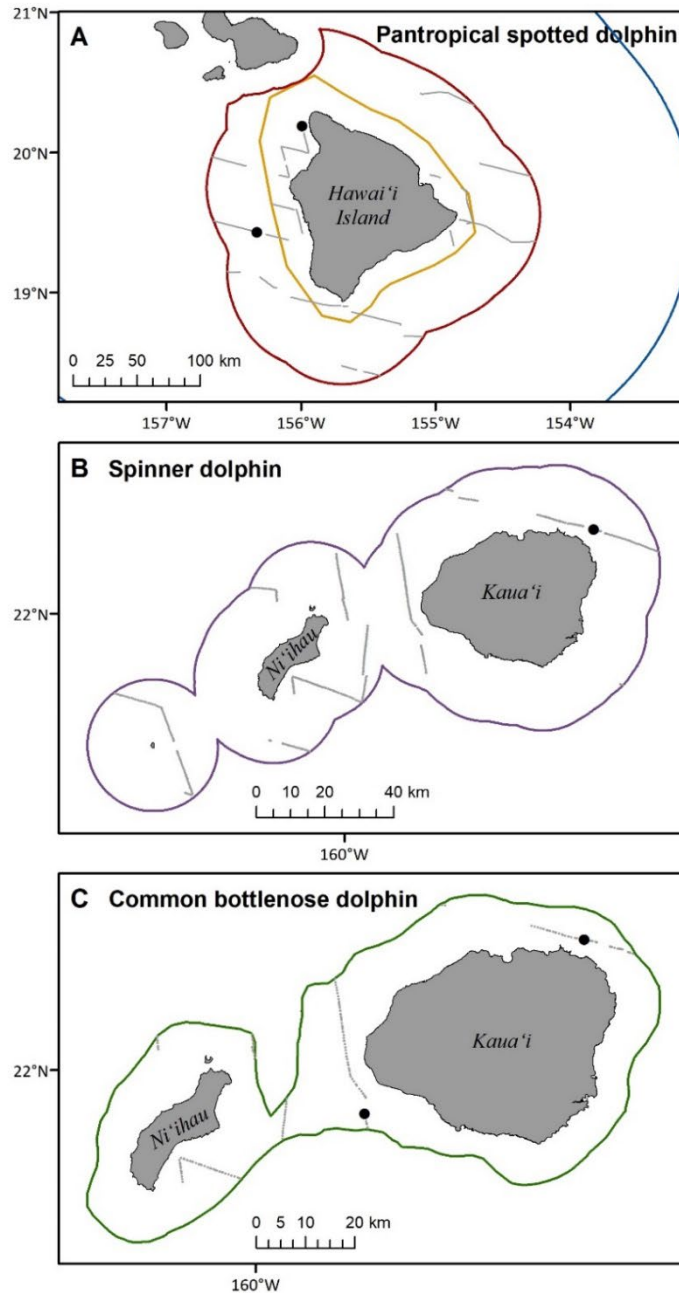 21°N
A Pantropical spotted dolphin
20°N
Hawai‘i
Island
19°N
0 25 50 100 km
157°W 156°W 155°W 154°W
B Spinner dolphin
Kaua‘i
22°N
Ni‘ihau
0 5 10 20 30 40 km
160°W
C Common bottlenose dolphin
Kaua‘i
22°N
Ni‘ihau
0 5 10 20 km
160°W